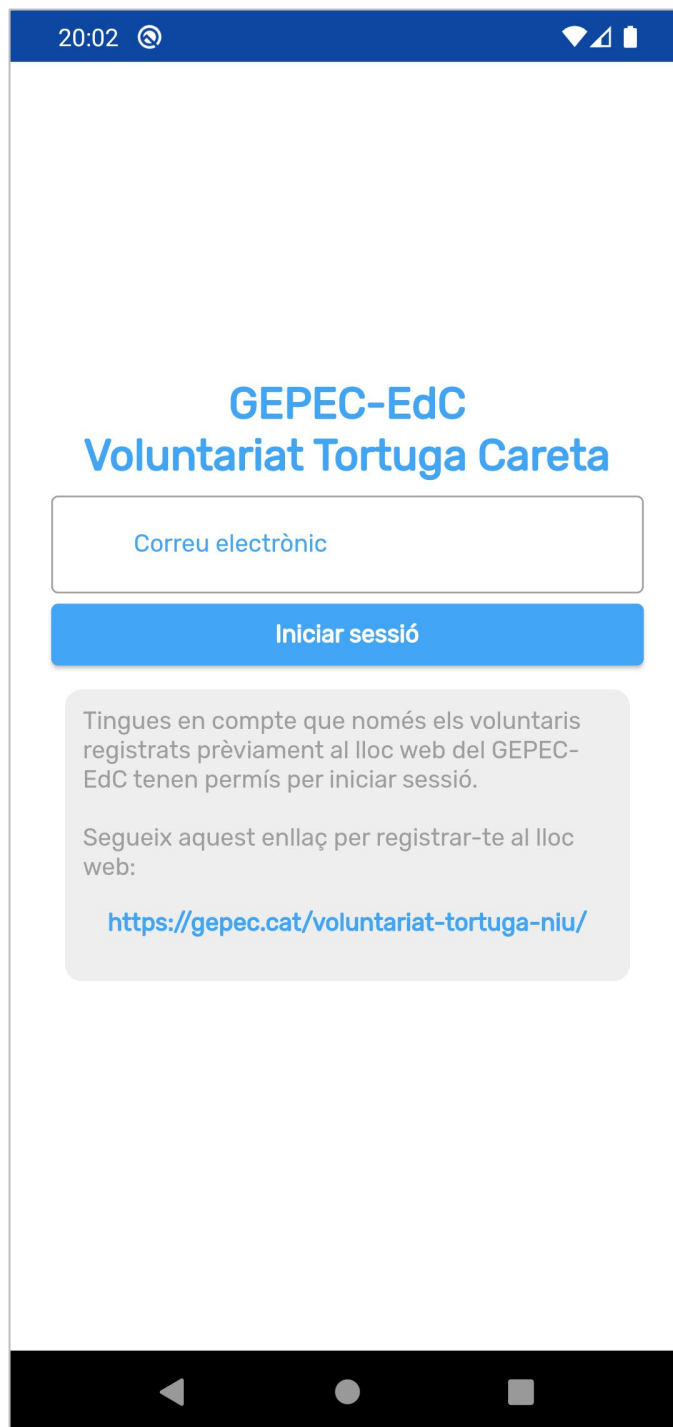 20:02
GEPEC-EdC
Voluntariat Tortuga Careta
Correu electrònic
Iniciar sessió
Tingues en compte que només els voluntaris
registrats prèviament al lloc web del GEPEC-
EdC tenen permís per iniciar sessió.
Segueix aquest enllaç per registrar-te al lloc
web:
https://gepec.cat/voluntariat-tortuga-niu/